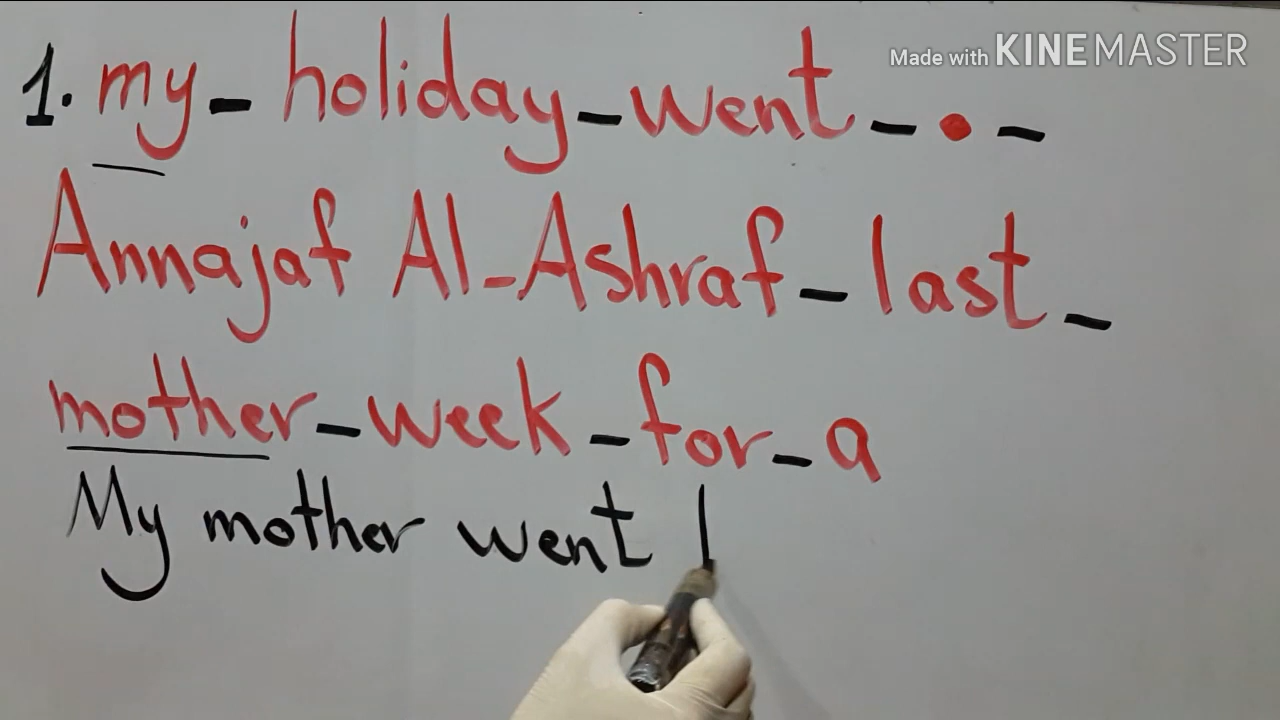 Made with KINEMASTER
1. my - holiday - went - . -
Annajaf Al-Ashraf - last -
mother - week - for - a
My mother went